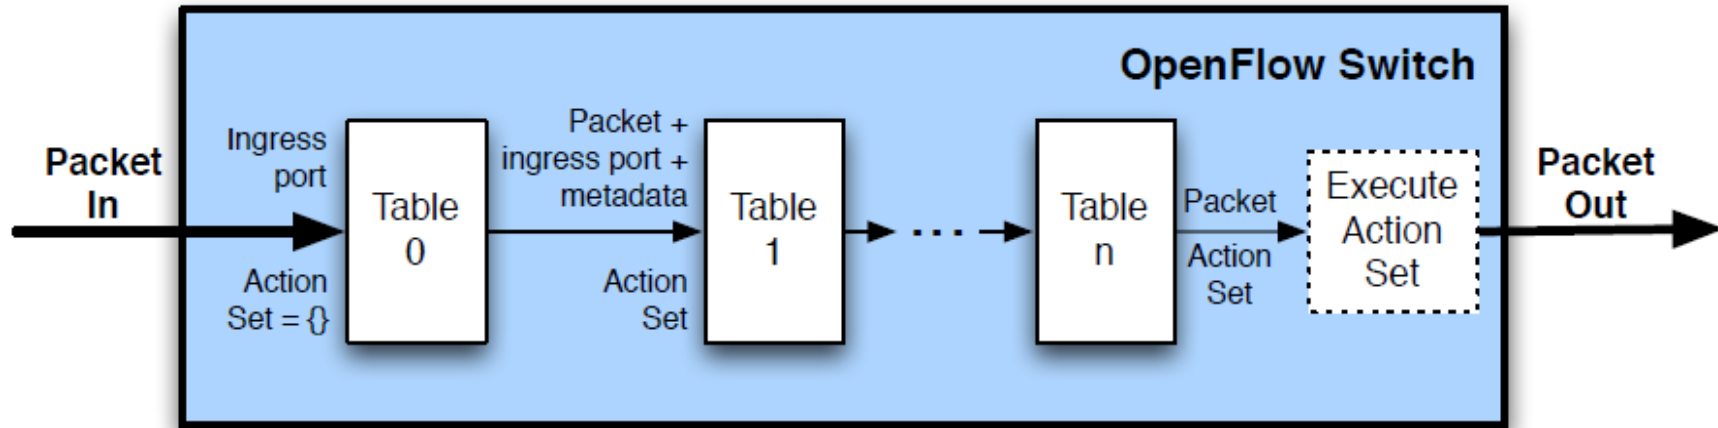 OpenFlow Switch
Packet
In
Ingress
port
Action
Set = {}
Table
0
Packet +
ingress port +
metadata
Action
Set
Table
1
...
Table
n
Packet
Action
Set
Execute
Action
Set
Packet
Out